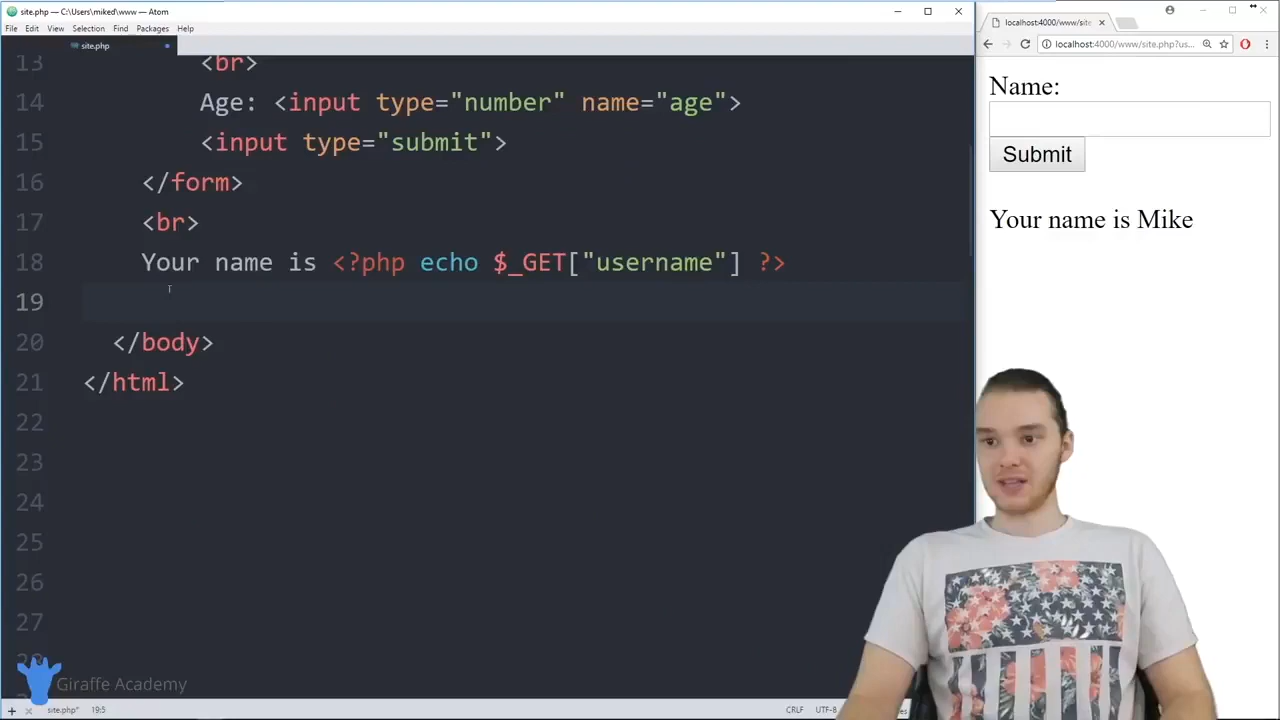 site.php — C:\Users\miked\www — Atom
File Edit View Selection Find Packages Help
site.php
13 <br>
14 Age: <input type="number" name="age">
15 <input type="submit">
16 </form>
17 <br>
18 Your name is <?php echo $_GET["username"] ?>
19
20 </body>
21 </html>
22
23
24
25
26
27
Giraffe Academy
site.php* 19:5 CRLF UTF-8
localhost:4000/www/site
localhost:4000/www/site.php?us...
Name:
Submit
Your name is Mike